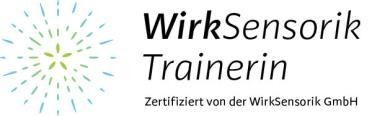 WirkSensorik
Trainerin
Zertifiziert von der WirkSensorik GmbH